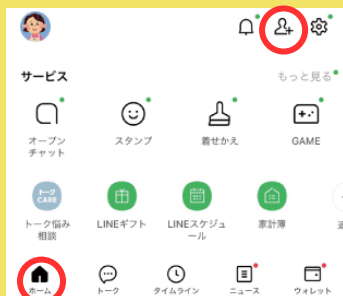 サービス
もっと見る
オープン
チャット
スタンプ
着せかえ
GAME
トーク
CARE
トーク悩み
相談
LINEギフト
LINEスケジュ
ール
家計簿
ホーム
トーク
タイムライン
ニュース
ウォレット